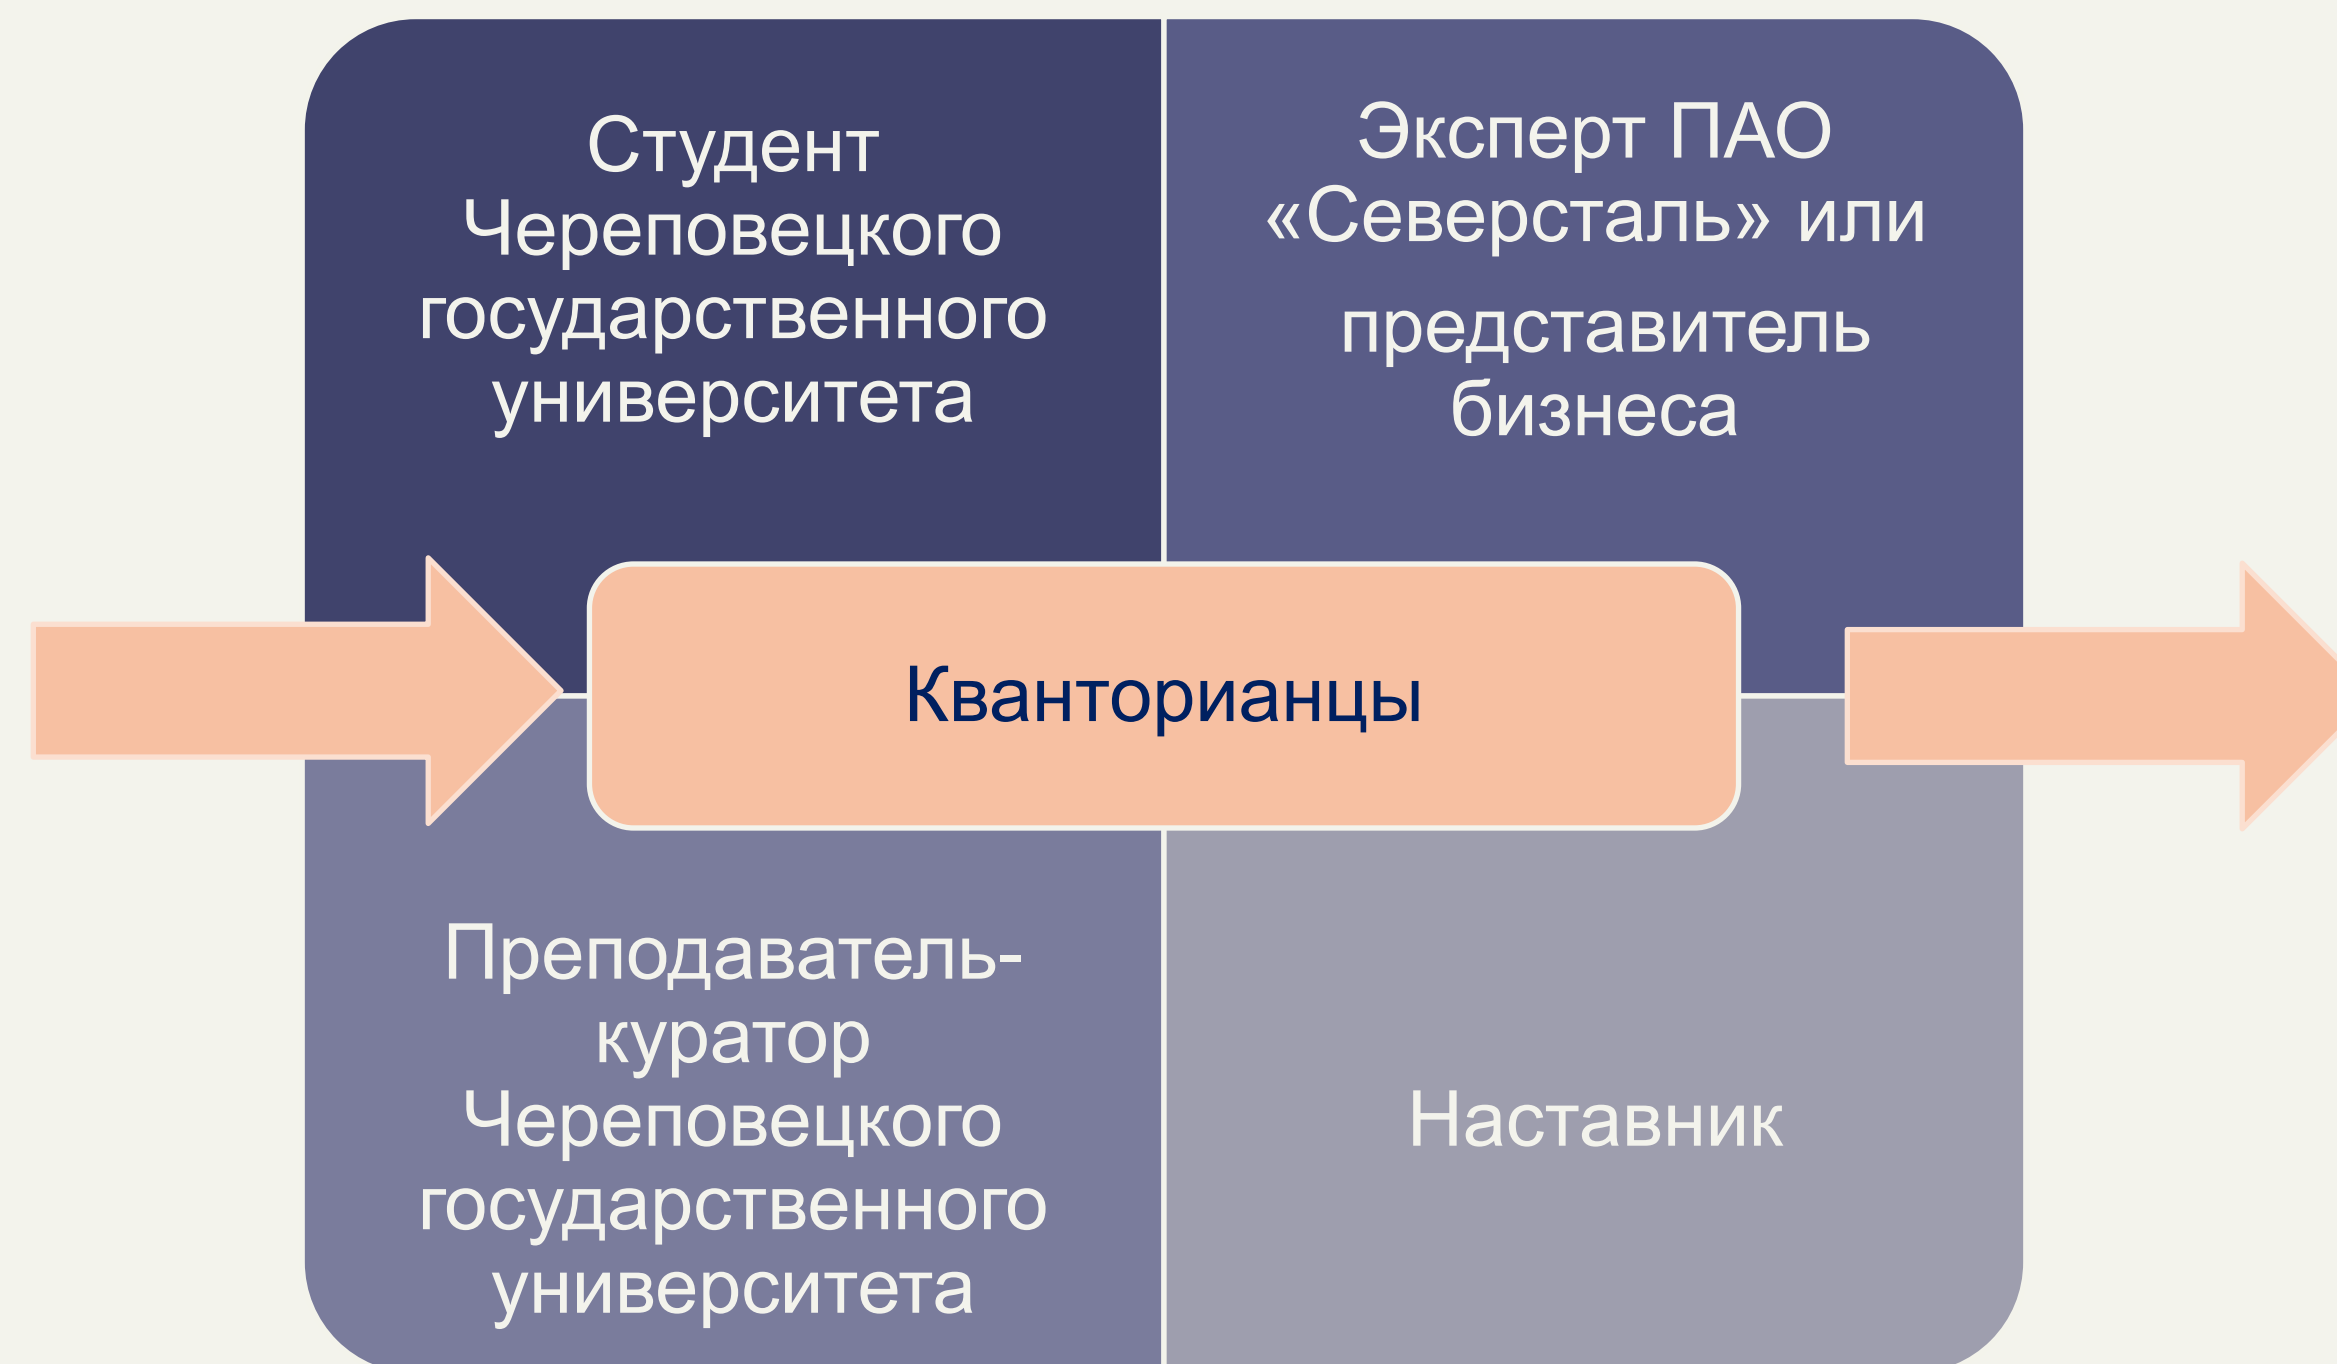 Студент
Череповецкого
государственного
университета
Эксперт ПАО
«Северсталь» или
представитель
бизнеса
Кванторианцы
Преподаватель-
куратор
Череповецкого
государственного
университета
Наставник